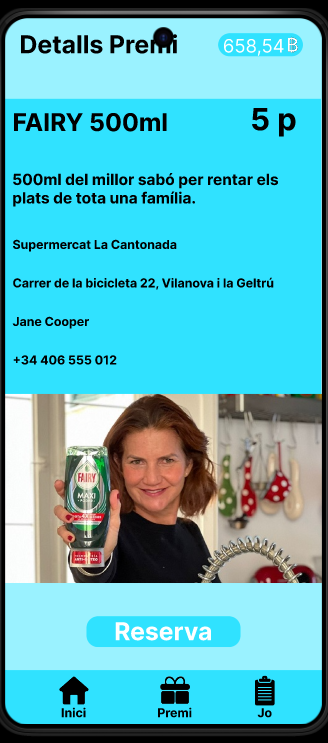 Detalls Premi
658,54₿
FAIRY 500ml
5 p
500ml del millor sabó per rentar els
plats de tota una família.
Supermercat La Cantonada
Carrer de la bicicleta 22, Vilanova i la Geltrú
Jane Cooper
+34 406 555 012
FAIRY
MAXI
Reserva
Inici
Premi
Jo